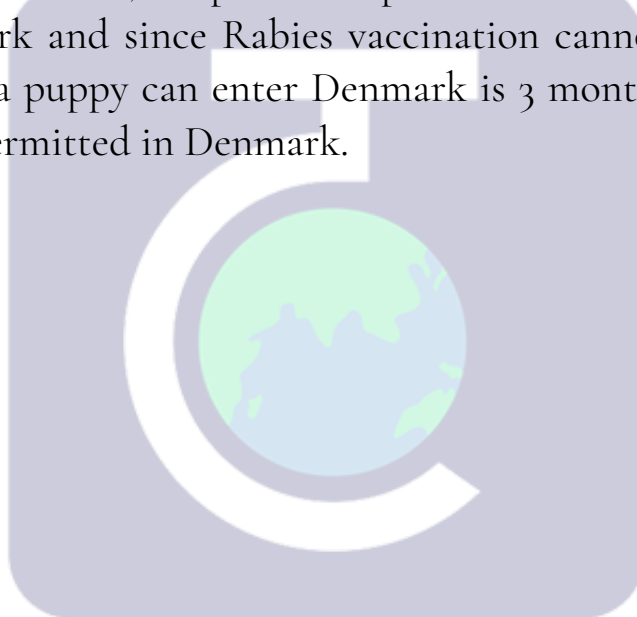 rk and since Rabies vaccination cann
a puppy can enter Denmark is 3 mont
ermitted in Denmark.